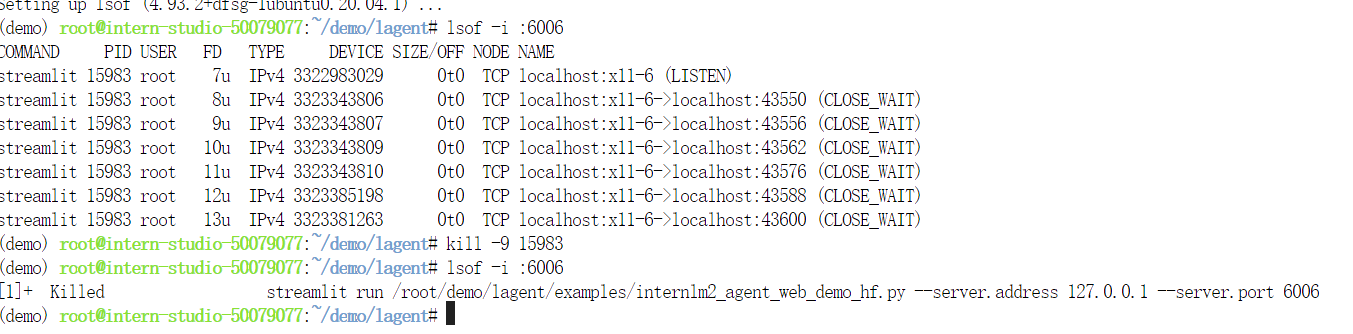 Setting up lsof (4.93.2+dfsg-1ubuntu0.20.04.1) ...
(demo) root@intern-studio-50079077:~/demo/lagent# lsof -i :6006
COMMAND     PID USER   FD   TYPE     DEVICE SIZE/OFF NODE NAME
streamlit 15983 root    7u  IPv4 3322983029      0t0  TCP localhost:x11-6 (LISTEN)
streamlit 15983 root    8u  IPv4 3323343806      0t0  TCP localhost:x11-6->localhost:43550 (CLOSE_WAIT)
streamlit 15983 root    9u  IPv4 3323343807      0t0  TCP localhost:x11-6->localhost:43556 (CLOSE_WAIT)
streamlit 15983 root   10u  IPv4 3323343809      0t0  TCP localhost:x11-6->localhost:43562 (CLOSE_WAIT)
streamlit 15983 root   11u  IPv4 3323343810      0t0  TCP localhost:x11-6->localhost:43576 (CLOSE_WAIT)
streamlit 15983 root   12u  IPv4 3323385198      0t0  TCP localhost:x11-6->localhost:43588 (CLOSE_WAIT)
streamlit 15983 root   13u  IPv4 3323381263      0t0  TCP localhost:x11-6->localhost:43600 (CLOSE_WAIT)
(demo) root@intern-studio-50079077:~/demo/lagent# kill -9 15983
(demo) root@intern-studio-50079077:~/demo/lagent# lsof -i :6006
[1]+  Killed                  streamlit run /root/demo/lagent/examples/internlm2_agent_web_demo_hf.py --server.address 127.0.0.1 --server.port 6006
(demo) root@intern-studio-50079077:~/demo/lagent#